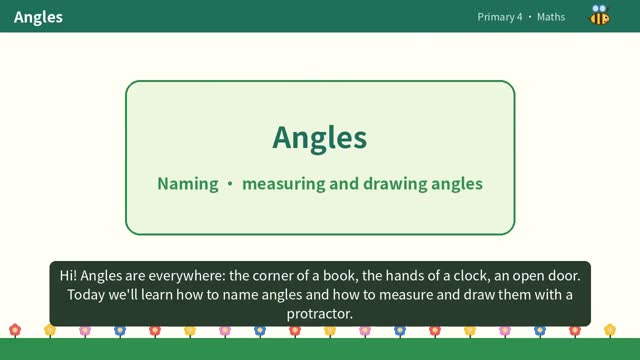 Angles
Primary 4 • Maths
Angles
Naming • measuring and drawing angles
Hi! Angles are everywhere: the corner of a book, the hands of a clock, an open door.
Today we'll learn how to name angles and how to measure and draw them with a
protractor.